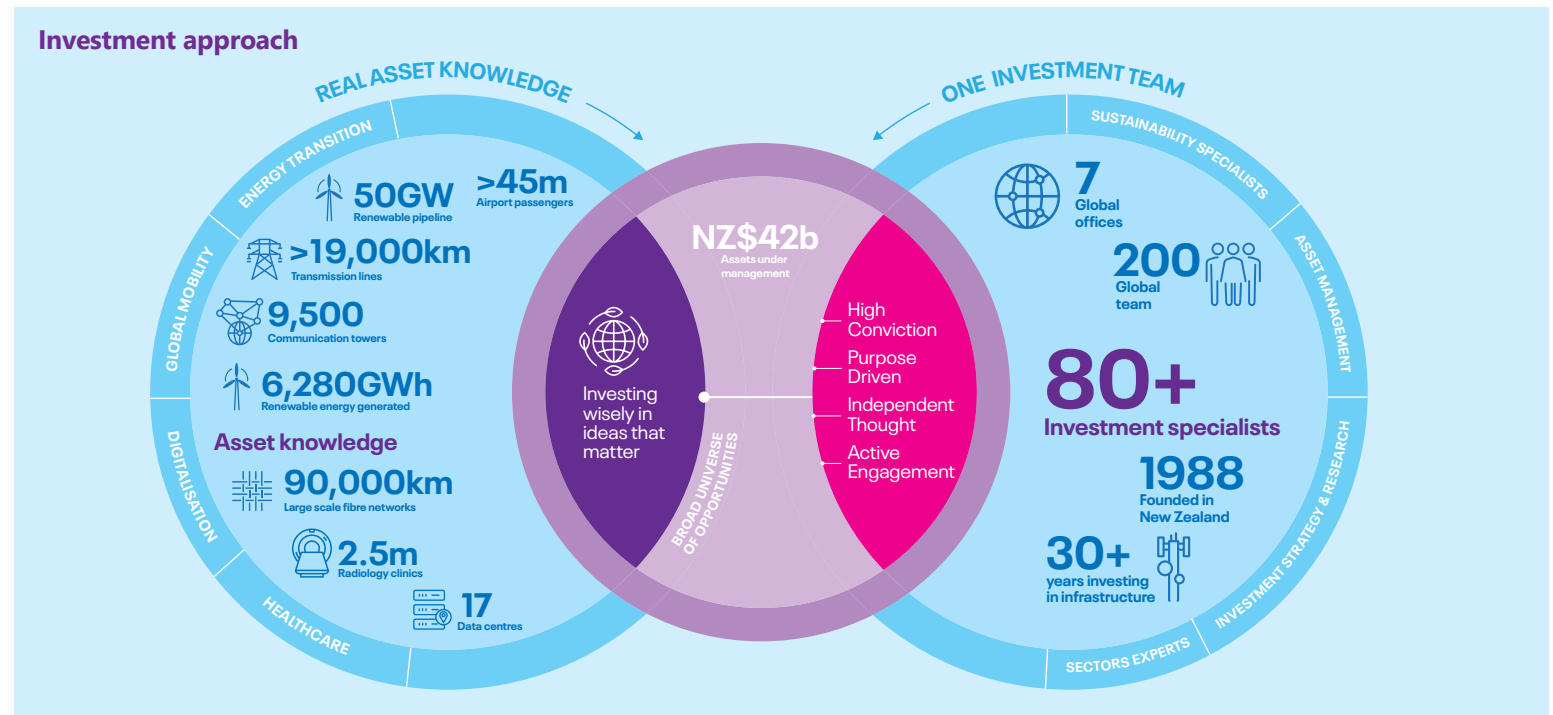 Investment approach
REAL ASSET KNOWLEDGE
ENERGY TRANSITION
GLOBAL MOBILITY
DIGITALISATION
HEALTHCARE
50GW
Renewable pipeline
>45m
Airport passengers
>19,000km
Transmission lines
9,500
Communication towers
6,280GWh
Renewable energy generated
Asset knowledge
90,000km
Large scale fibre networks
2.5m
Radiology clinics
17
Data centres
NZ$42b
Assets under
management
Investing
wisely in
ideas that
matter
BROAD UNIVERSE
OF OPPORTUNITIES
High
Conviction
Purpose
Driven
Independent
Thought
Active
Engagement
ONE INVESTMENT TEAM
SUSTAINABILITY SPECIALISTS
ASSET MANAGEMENT
INVESTMENT STRATEGY & RESEARCH
SECTORS EXPERTS
7
Global
offices
200
Global
team
80+
Investment specialists
1988
Founded in
New Zealand
30+
years investing
in infrastructure